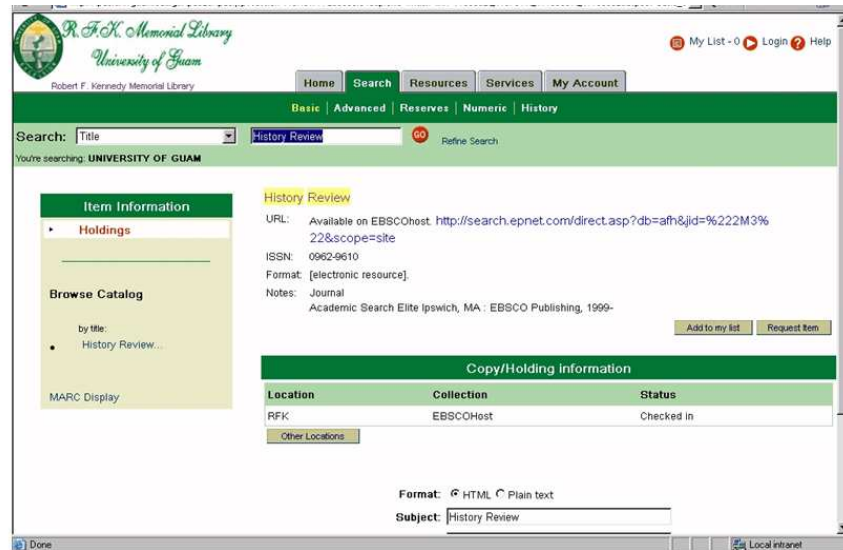 R.F.K. Memorial Library
University of Guam
Robert F. Kennedy Memorial Library
My List - 0 Login Help
Home Search Resources Services My Account
Basic | Advanced | Reserves | Numeric | History
Search: Title History Review GO Refine Search
You're searching: UNIVERSITY OF GUAM
Item Information
Holdings
Browse Catalog
by title:
History Review...
MARC Display
History Review
URL: Available on EBSCOhost. http://search.epnet.com/direct.asp?db=afh&jid=%222M3%
22&scope=site
ISSN: 0962-9610
Format: [electronic resource].
Notes: Journal
Academic Search Elite Ipswich, MA : EBSCO Publishing, 1999-
Add to my list Request Item
Copy/Holding information
Location Collection Status
RFK EBSCOHost Checked in
Other Locations
Format: HTML Plain text
Subject: History Review
Done Local intranet